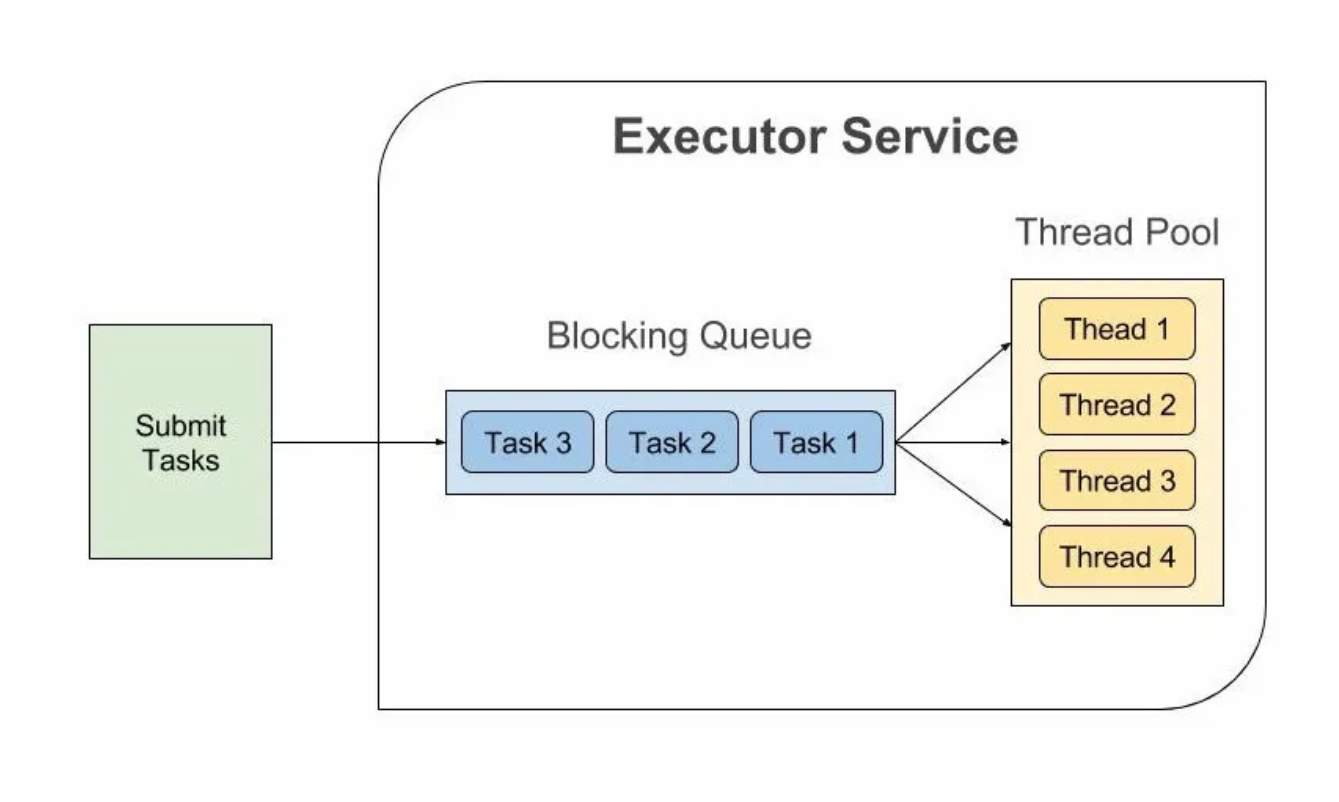 Executor Service
Thread Pool
Blocking Queue
Submit
Tasks
Task 3
Task 2
Task 1
Thead 1
Thread 2
Thread 3
Thread 4